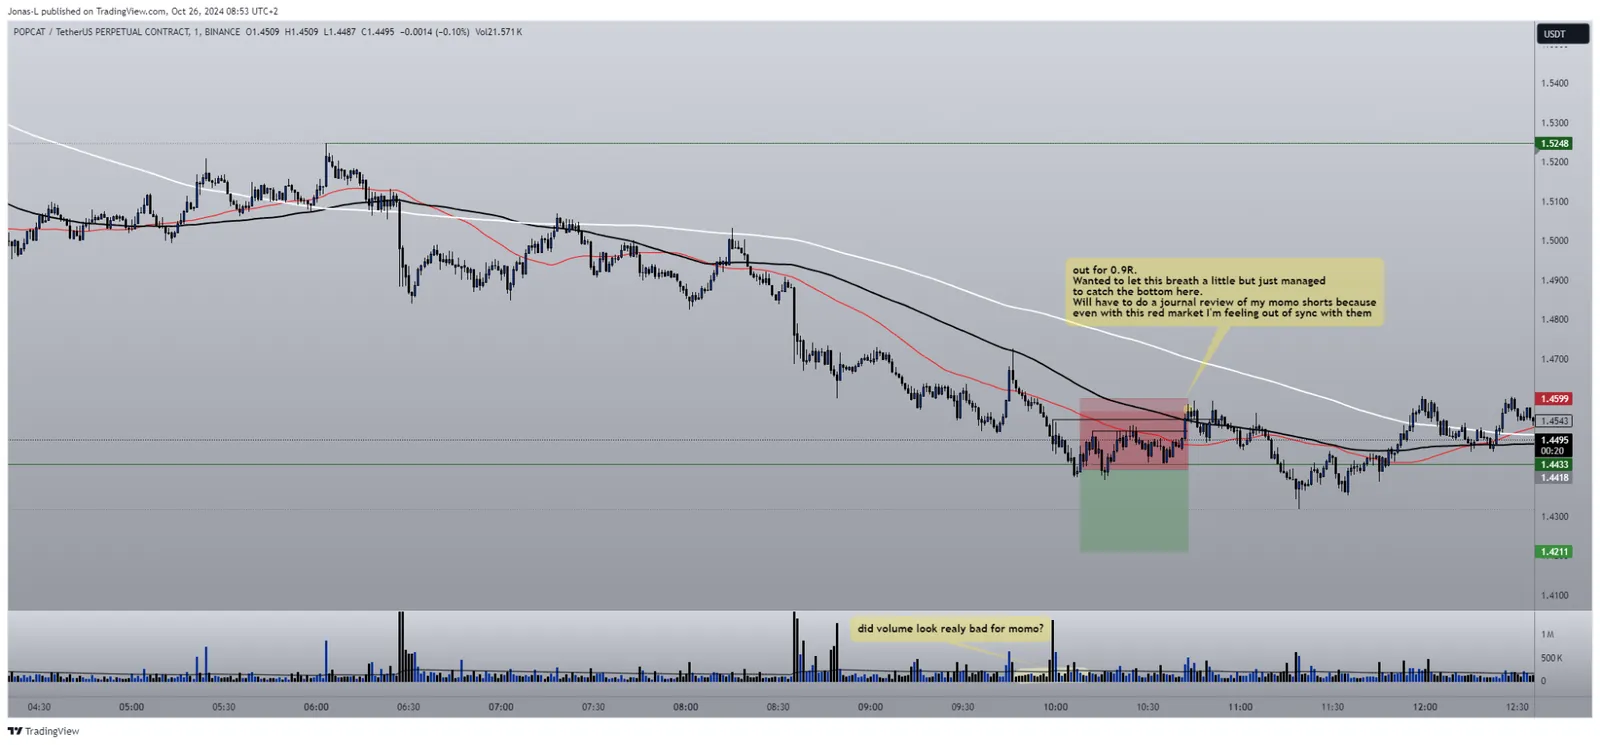 Jonas-L published on TradingView.com, Oct 26, 2024 08:53 UTC+2
POPCAT / TetherUS PERPETUAL CONTRACT, 1, BINANCE O1.4509 H1.4509 L1.4487 C1.4495 −0.0014 (−0.10%) Vol21.571K
USDT
1.5400
1.5300
1.5248
1.5200
1.5100
1.5000
1.4900
1.4800
1.4700
out for 0.9R.
Wanted to let this breath a little but just managed
to catch the bottom here.
Will have to do a journal review of my momo shorts because
even with this red market I'm feeling out of sync with them
1.4599
1.4543
1.4495
00:20
1.4433
1.4418
1.4300
1.4211
1.4100
did volume look realy bad for momo?
1M
500K
0
04:30 05:00 05:30 06:00 06:30 07:00 07:30 08:00 08:30 09:00 09:30 10:00 10:30 11:00 11:30 12:00 12:30
TradingView